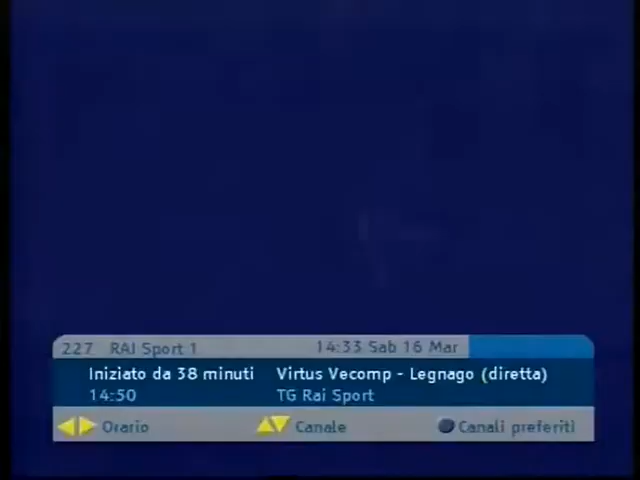 227 RAI Sport 1 14:33 Sab 16 Mar
Iniziato da 38 minuti Virtus Vecomp - Legnago (diretta)
14:50 TG Rai Sport
Orario Canale Canali preferiti